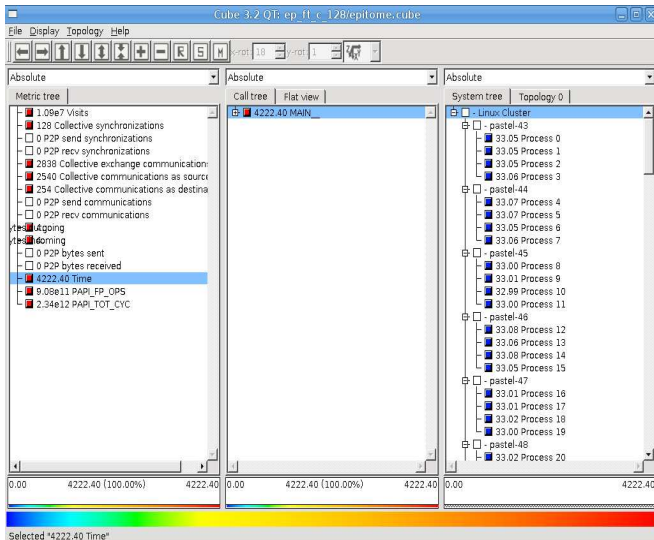 Cube 3.2 QT: ep_ft_c_128/epitome.cube
File Display Topology Help
R S M x-rot: 18 y-rot: 1
Absolute
Metric tree
1.09e7 Visits
128 Collective synchronizations
0 P2P send synchronizations
0 P2P recv synchronizations
2838 Collective exchange communication
2540 Collective communications as source
254 Collective communications as destina
0 P2P send communications
0 P2P recv communications
going
oming
0 P2P bytes sent
0 P2P bytes received
4222.40 Time
9.08e11 PAPI_FP_OPS
2.34e12 PAPI_TOT_CYC
0.00 4222.40 (100.00%) 4222.40
Absolute
Call tree Flat view
4222.40 MAIN__
0.00 4222.40 (100.00%) 4222.40
Absolute
System tree Topology 0
- Linux Cluster
- pastel-43
33.05 Process 0
33.05 Process 1
33.05 Process 2
33.06 Process 3
- pastel-44
33.07 Process 4
33.07 Process 5
33.05 Process 6
33.06 Process 7
- pastel-45
33.00 Process 8
33.01 Process 9
32.99 Process 10
33.00 Process 11
- pastel-46
33.08 Process 12
33.06 Process 13
33.08 Process 14
33.05 Process 15
- pastel-47
33.01 Process 16
33.01 Process 17
33.02 Process 18
33.00 Process 19
- pastel-48
33.02 Process 20
0.00 4222.40
Selected "4222.40 Time"